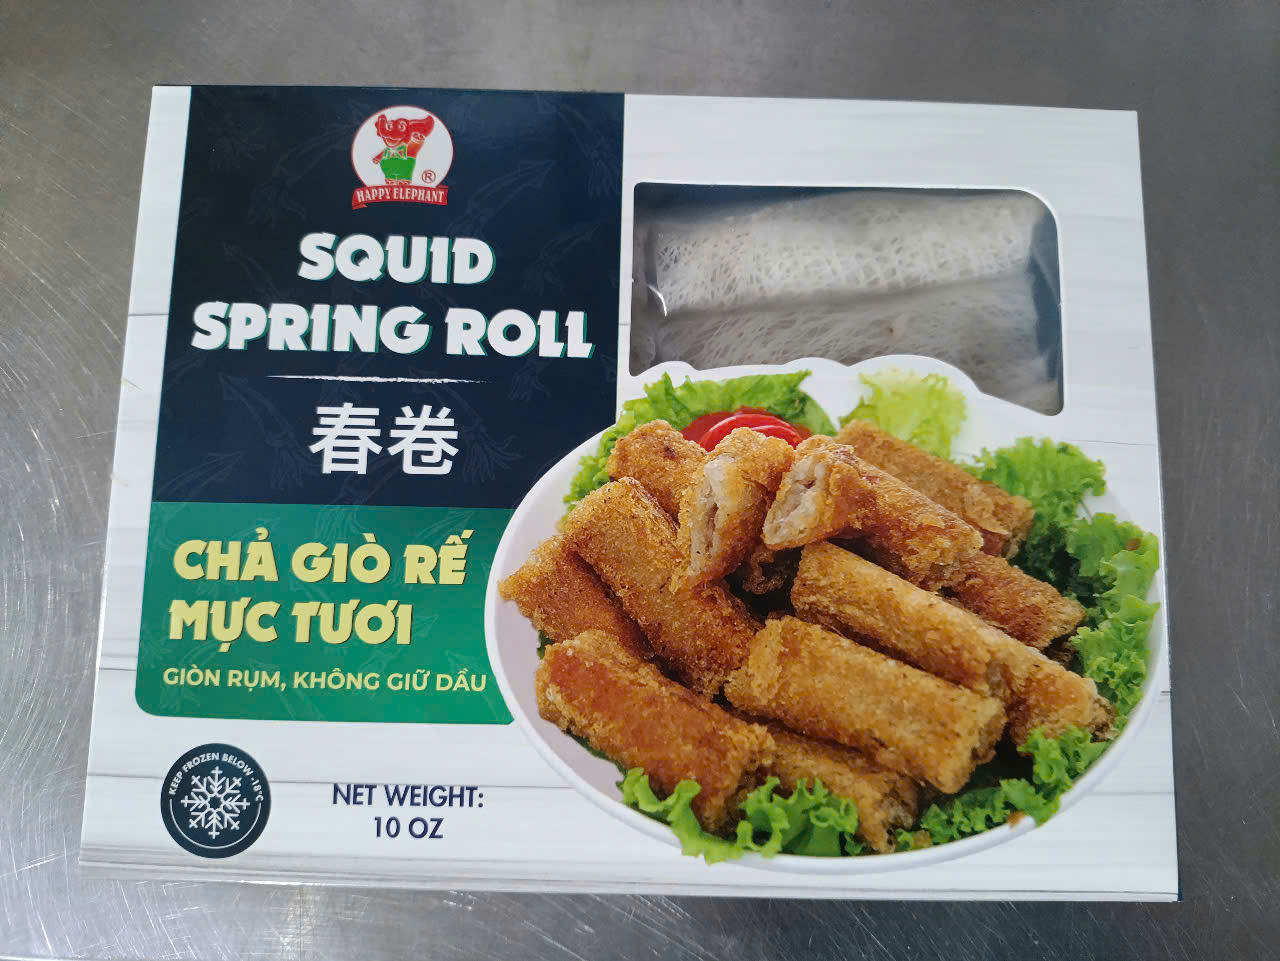 HAPPY ELEPHANT
®
SQUID
SPRING ROLL
春卷
CHẢ GIÒ RẾ
MỰC TƯƠI
GIÒN RỤM, KHÔNG GIỮ DẦU
KEEP FROZEN BELOW -18°C
NET WEIGHT:
10 OZ